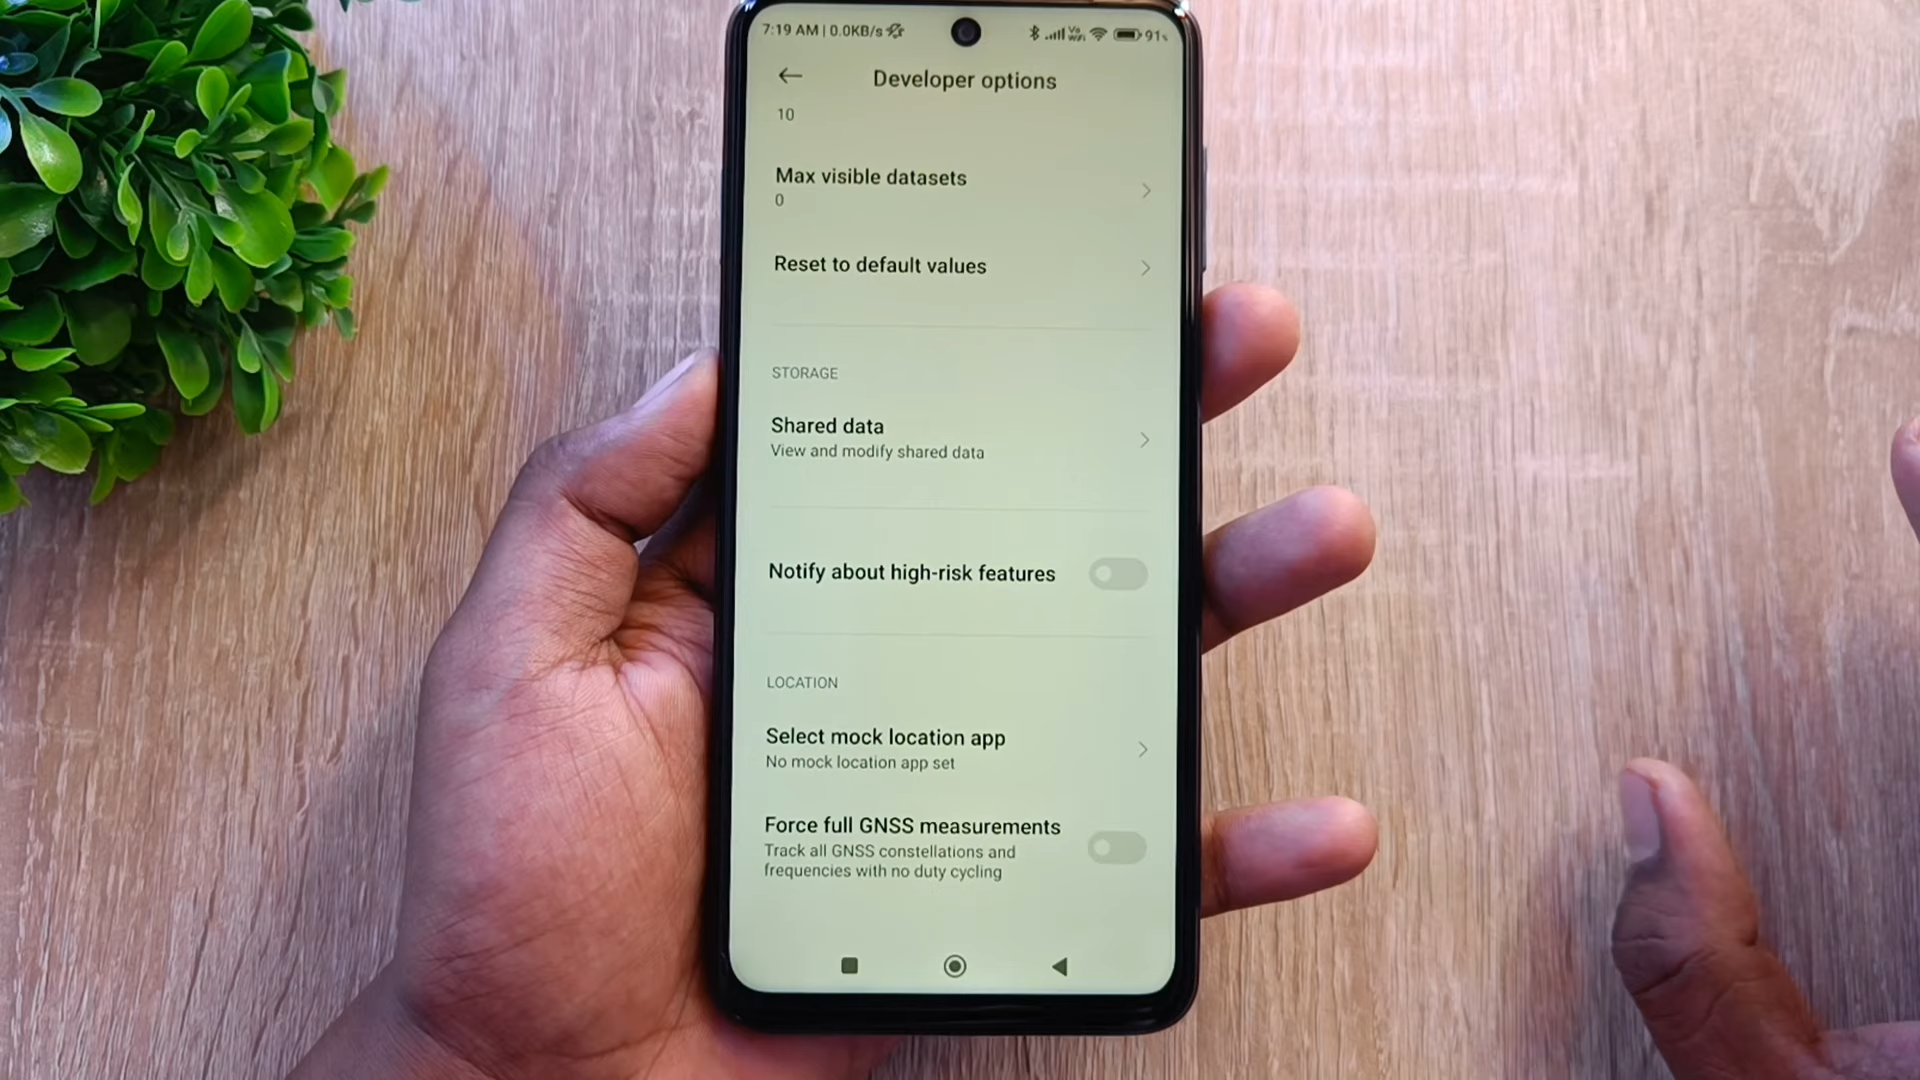 7:19 AM | 0.0KB/s
Vo
WiFi
91%
Developer options
10
Max visible datasets
0
Reset to default values
STORAGE
Shared data
View and modify shared data
Notify about high-risk features
LOCATION
Select mock location app
No mock location app set
Force full GNSS measurements
Track all GNSS constellations and
frequencies with no duty cycling